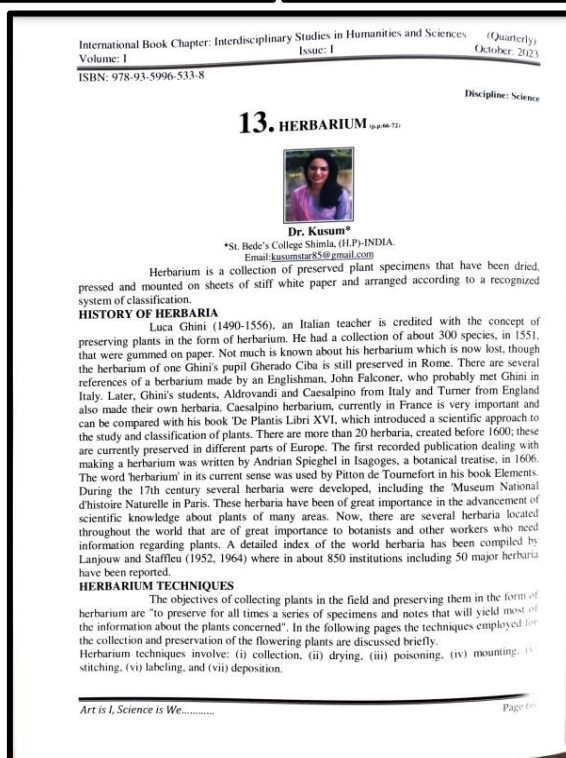 International Book Chapter: Interdisciplinary Studies in Humanities and Sciences (Quarterly)
Volume: I Issue: I October: 2023
ISBN: 978-93-5996-533-8
Discipline: Science
13. HERBARIUM (p.p:66-72)
Dr. Kusum*
*St. Bede's College Shimla, (H.P)-INDIA.
Email:kusumstar85@gmail.com
Herbarium is a collection of preserved plant specimens that have been dried,
pressed and mounted on sheets of stiff white paper and arranged according to a recognized
system of classification.
HISTORY OF HERBARIA
Luca Ghini (1490-1556), an Italian teacher is credited with the concept of
preserving plants in the form of herbarium. He had a collection of about 300 species, in 1551,
that were gummed on paper. Not much is known about his herbarium which is now lost, though
the herbarium of one Ghini's pupil Gherado Ciba is still preserved in Rome. There are several
references of a berbarium made by an Englishman, John Falconer, who probably met Ghini in
Italy. Later, Ghini's students, Aldrovandi and Caesalpino from Italy and Turner from England
also made their own herbaria. Caesalpino herbarium, currently in France is very important and
can be compared with his book 'De Plantis Libri XVI, which introduced a scientific approach to
the study and classification of plants. There are more than 20 herbaria, created before 1600; these
are currently preserved in different parts of Europe. The first recorded publication dealing with
making a herbarium was written by Andrian Spieghel in Isagoges, a botanical treatise, in 1606.
The word 'herbarium' in its current sense was used by Pitton de Tournefort in his book Elements.
During the 17th century several herbaria were developed, including the 'Museum National
d'histoire Naturelle in Paris. These herbaria have been of great importance in the advancement of
scientific knowledge about plants of many areas. Now, there are several herbaria located
throughout the world that are of great importance to botanists and other workers who need
information regarding plants. A detailed index of the world herbaria has been compiled by
Lanjouw and Staffleu (1952, 1964) where in about 850 institutions including 50 major herbaria
have been reported.
HERBARIUM TECHNIQUES
The objectives of collecting plants in the field and preserving them in the form of
herbarium are "to preserve for all times a series of specimens and notes that will yield most of
the information about the plants concerned". In the following pages the techniques employed for
the collection and preservation of the flowering plants are discussed briefly.
Herbarium techniques involve: (i) collection, (ii) drying, (iii) poisoning, (iv) mounting,
stitching, (vi) labeling, and (vii) deposition.
Art is I, Science is We............ Page